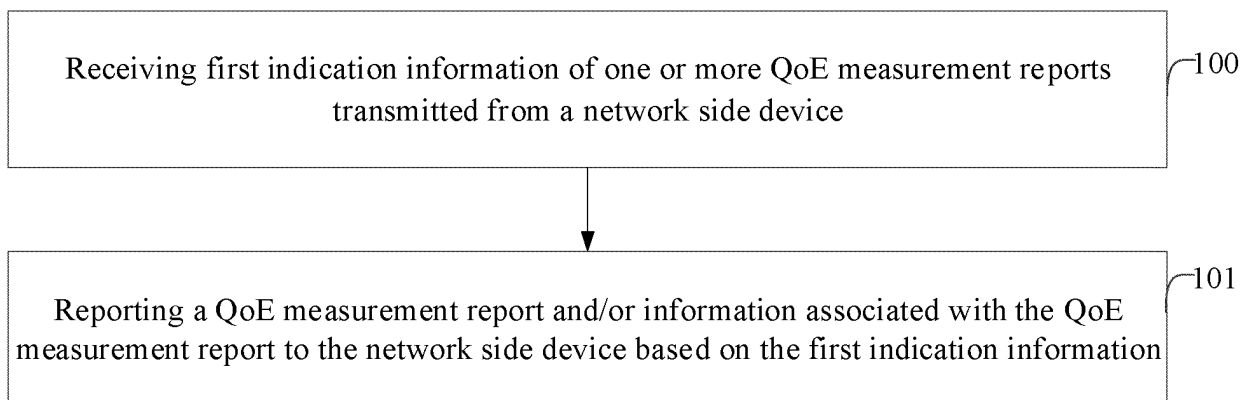 Receiving first indication information of one or more QoE measurement reports
transmitted from a network side device
100
Reporting a QoE measurement report and/or information associated with the QoE
measurement report to the network side device based on the first indication information
101